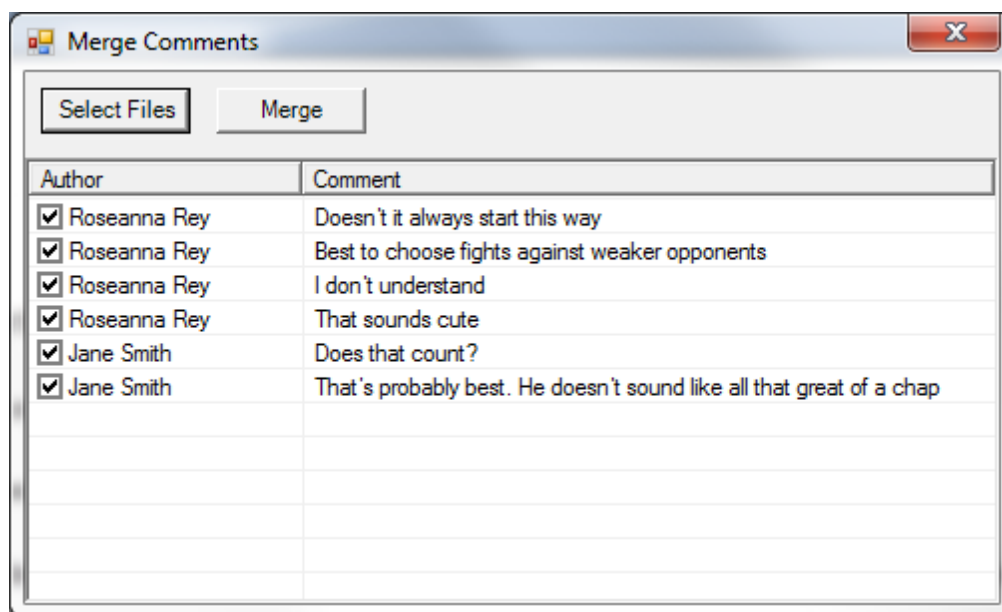 Merge Comments
Select Files Merge
Author Comment
Roseanna Rey Doesn't it always start this way
Roseanna Rey Best to choose fights against weaker opponents
Roseanna Rey I don't understand
Roseanna Rey That sounds cute
Jane Smith Does that count?
Jane Smith That's probably best. He doesn't sound like all that great of a chap